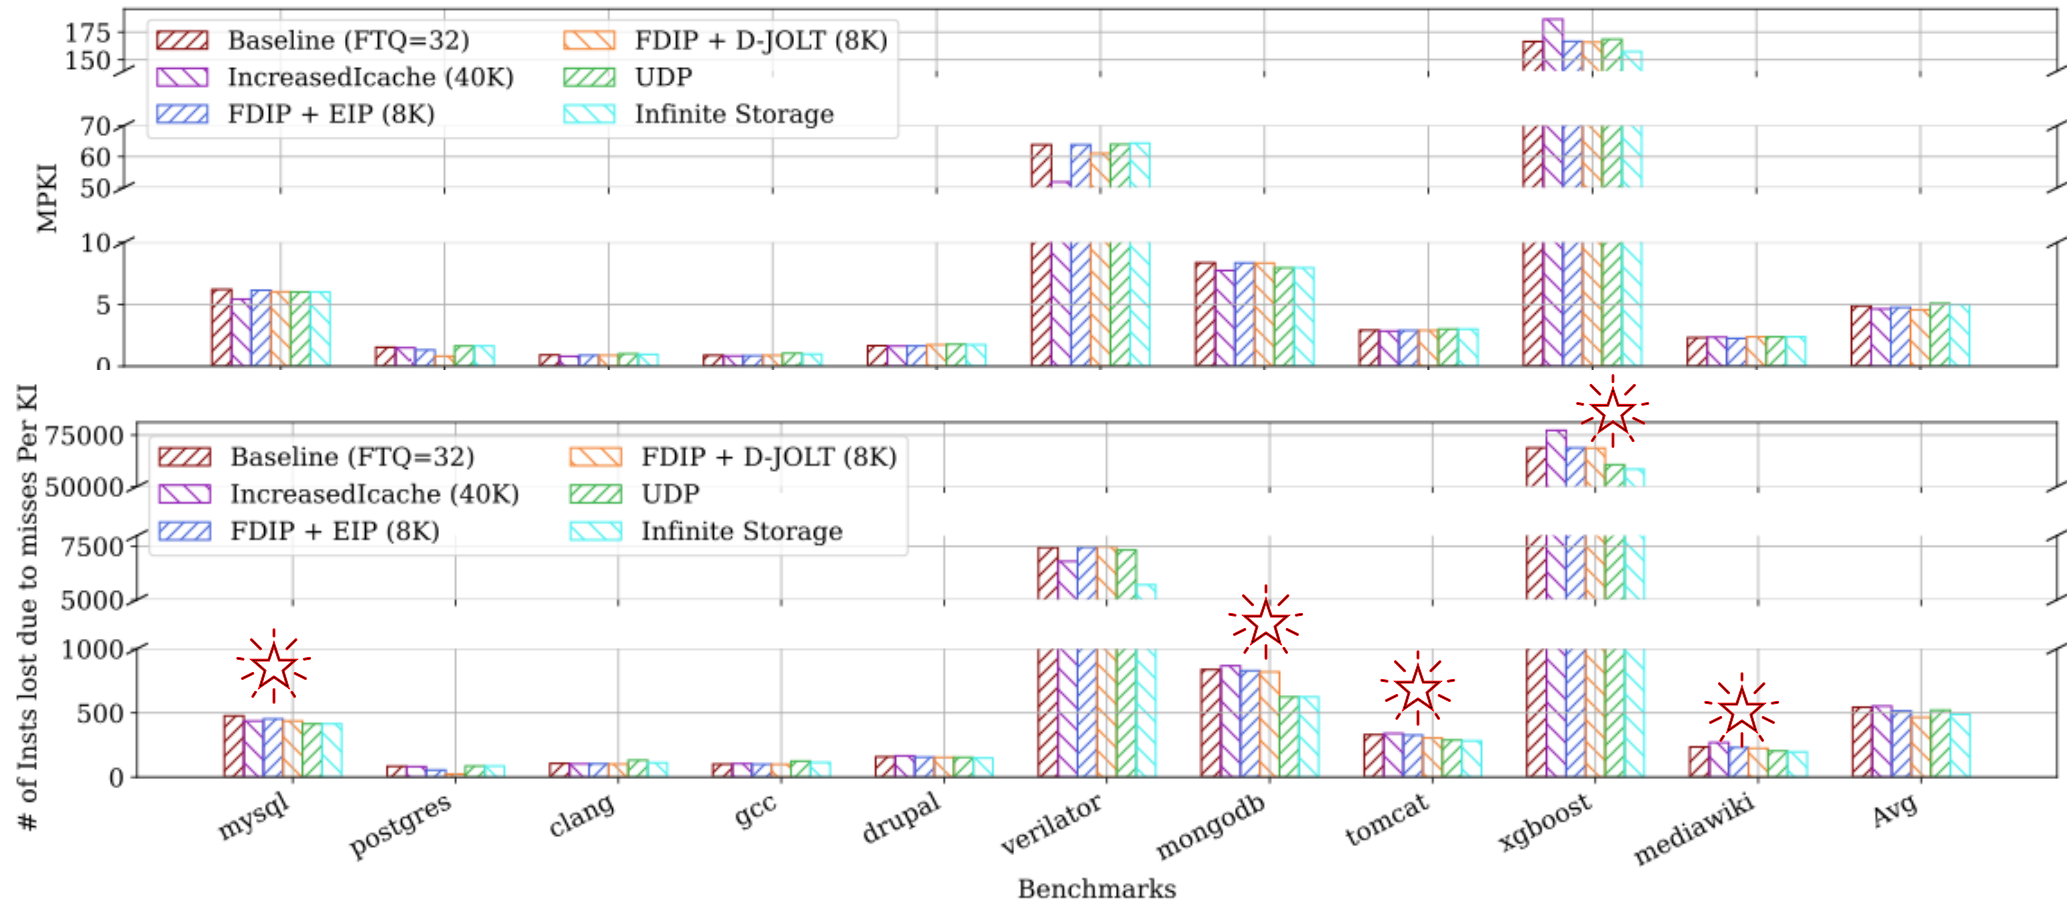 MPKI
175
150
70
60
50
10
5
0
Baseline (FTQ=32)
IncreasedIcache (40K)
FDIP + EIP (8K)
FDIP + D-JOLT (8K)
UDP
Infinite Storage
# of Insts lost due to misses Per KI
75000
50000
7500
5000
1000
500
0
Baseline (FTQ=32)
IncreasedIcache (40K)
FDIP + EIP (8K)
FDIP + D-JOLT (8K)
UDP
Infinite Storage
mysql
postgres
clang
gcc
drupal
verilator
mongodb
tomcat
xgboost
mediawiki
Avg
Benchmarks